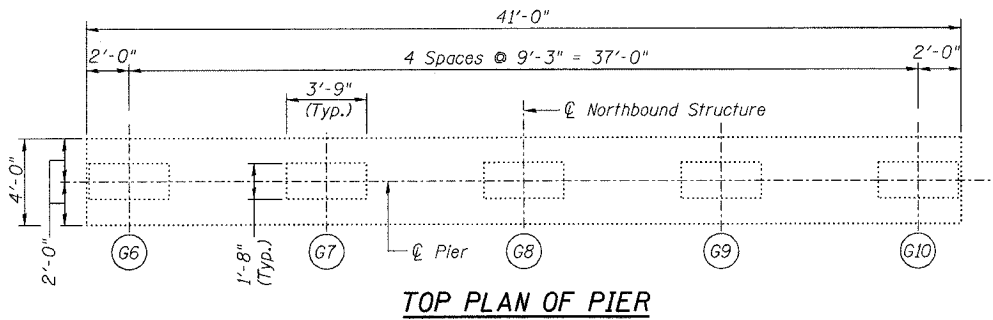 41'-0"
2'-0"
4 Spaces @ 9'-3" = 37'-0"
2'-0"
3'-9"
(Typ.)
℄ Northbound Structure
4'-0"
2'-0"
1'-8"
(Typ.)
℄ Pier
G6
G7
G8
G9
G10
TOP PLAN OF PIER